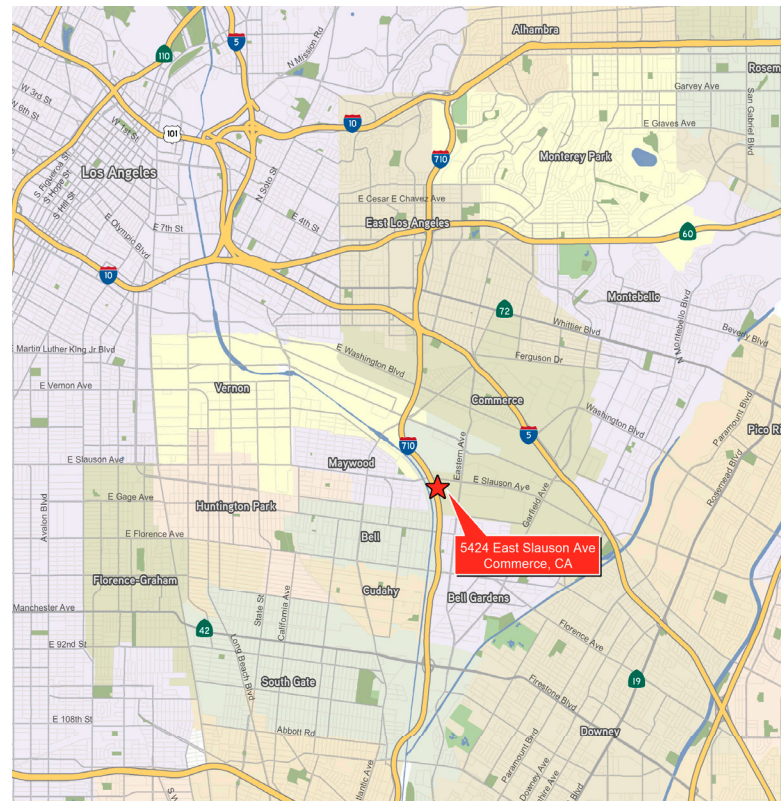 Alhambra
5
110
N Mission Rd
Rosem
Garvey Ave
W 3rd St
W 6th St
W 1st St
101
10
E Graves Ave
San Gabriel Blvd
710
Monterey Park
Los Angeles
S Figueroa St
S Hope St
S Hill St
N Soto St
E Cesar E Chavez Ave
E 4th St
East Los Angeles
E Olympic Blvd
E 7th St
60
10
Montebello
72
Whittier Blvd
N Montebello Blvd
Beverly Blvd
E Martin Luther King Jr Blvd
E Washington Blvd
Ferguson Dr
E Vernon Ave
Vernon
Commerce
Washington Blvd
Paramount Blvd
5
Pico Ri
710
E Slauson Ave
Maywood
Eastern Ave
Rosemead Blvd
E Slauson Ave
Garfield Ave
E Gage Ave
Huntington Park
Avalon Blvd
E Florence Ave
Bell
5424 East Slauson Ave
Commerce, CA
Florence-Graham
Cudahy
Bell Gardens
Manchester Ave
State St
California Ave
42
Florence Ave
E 92nd St
Long Beach Blvd
South Gate
Firestone Blvd
19
E 108th St
Abbott Rd
Downey
Paramount Blvd
Downey Ave
Blvd